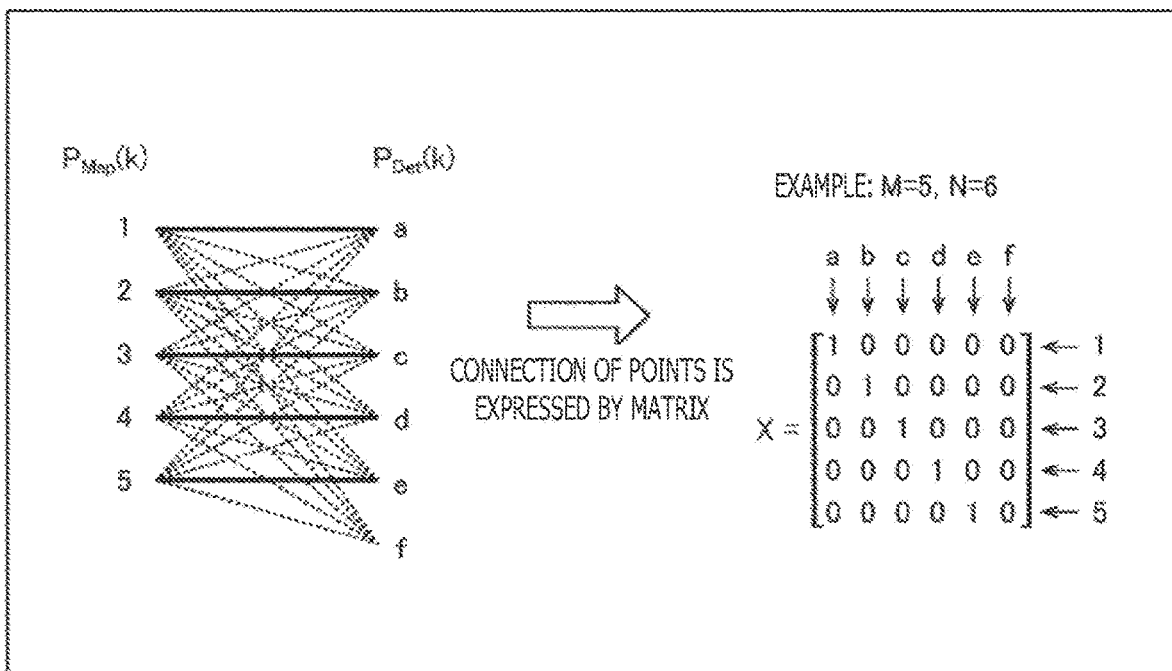 P_Map(k) P_Det(k)
1 a
2 b
3 c
4 d
5 e
f
CONNECTION OF POINTS IS
EXPRESSED BY MATRIX
EXAMPLE: M=5, N=6
a b c d e f
1 0 0 0 0 0 ← 1
0 1 0 0 0 0 ← 2
X = 0 0 1 0 0 0 ← 3
0 0 0 1 0 0 ← 4
0 0 0 0 1 0 ← 5